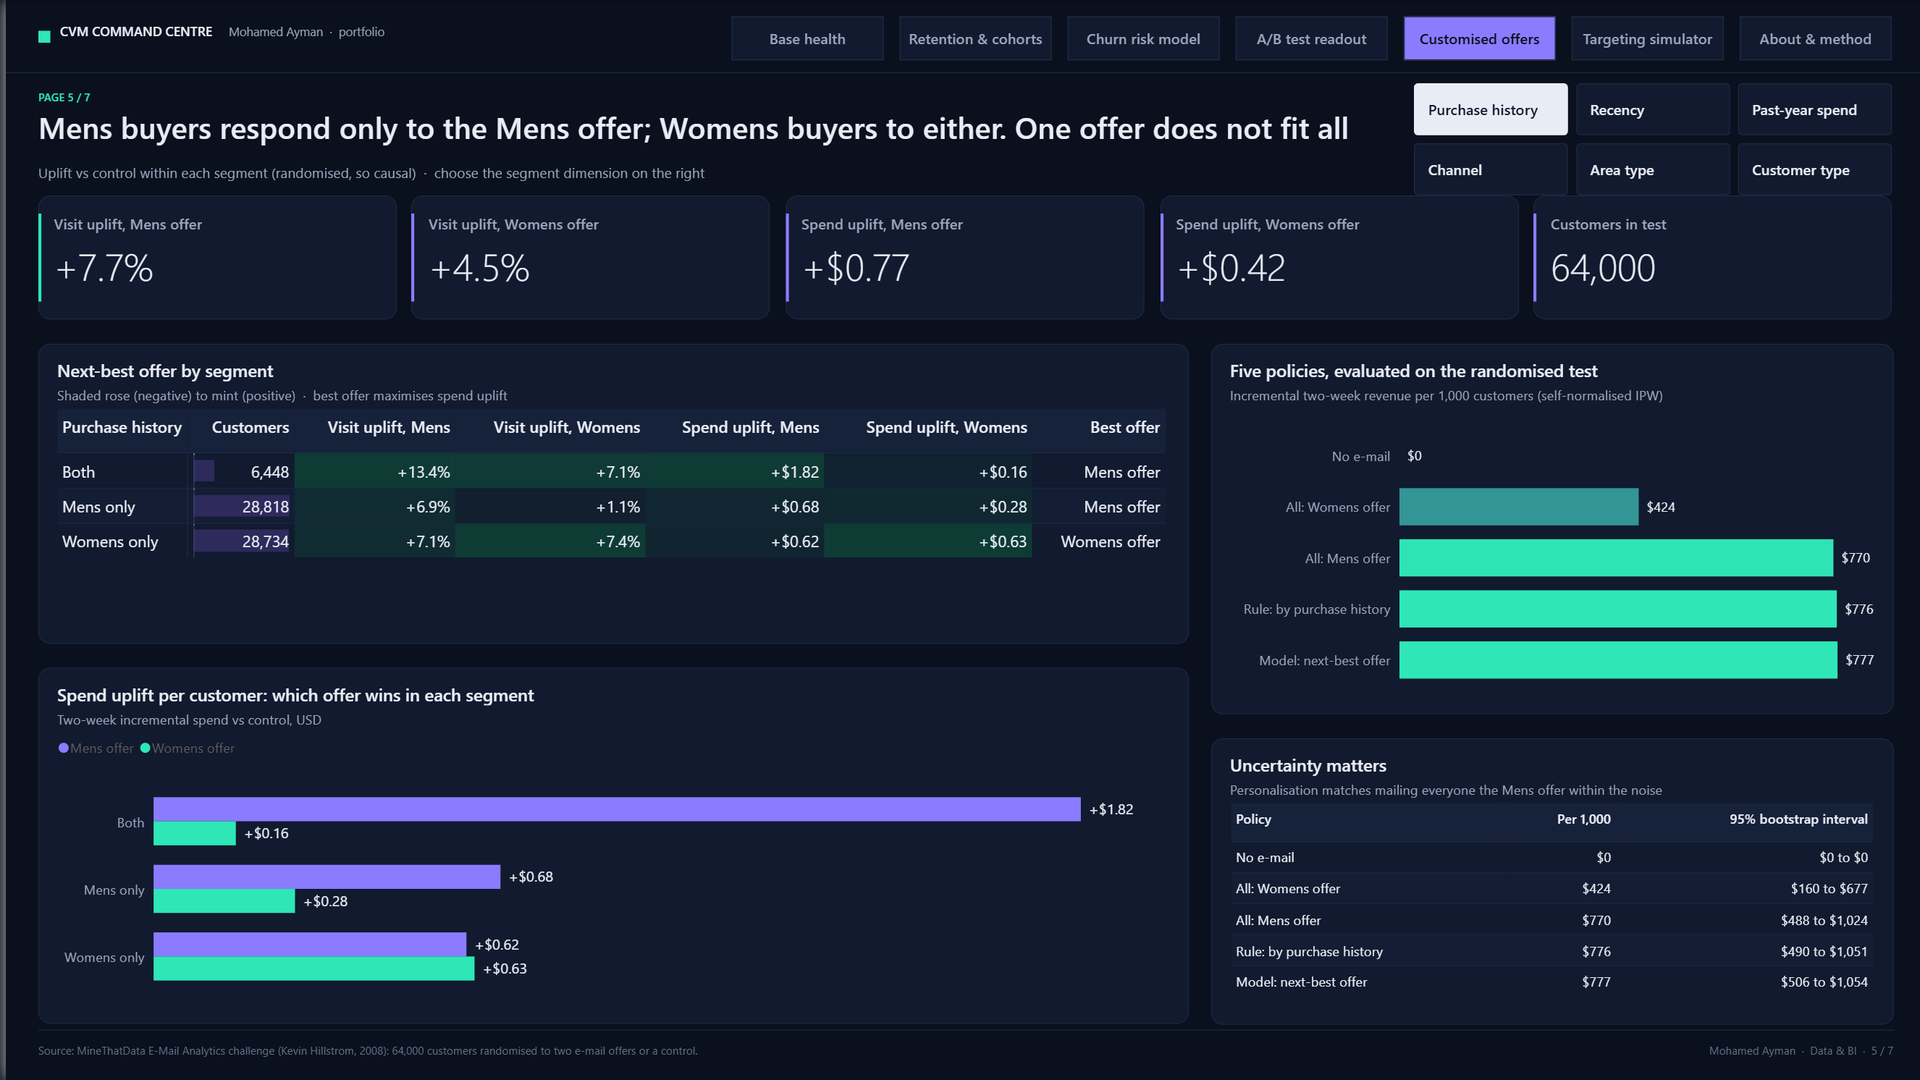 CVM COMMAND CENTRE Mohamed Ayman · portfolio
Base health
Retention & cohorts
Churn risk model
A/B test readout
Customised offers
Targeting simulator
About & method
PAGE 5 / 7
Mens buyers respond only to the Mens offer; Womens buyers to either. One offer does not fit all
Uplift vs control within each segment (randomised, so causal) · choose the segment dimension on the right
Purchase history
Recency
Past-year spend
Channel
Area type
Customer type
Visit uplift, Mens offer
+7.7%
Visit uplift, Womens offer
+4.5%
Spend uplift, Mens offer
+$0.77
Spend uplift, Womens offer
+$0.42
Customers in test
64,000
Next-best offer by segment
Shaded rose (negative) to mint (positive) · best offer maximises spend uplift
Purchase history Customers Visit uplift, Mens Visit uplift, Womens Spend uplift, Mens Spend uplift, Womens Best offer
Both 6,448 +13.4% +7.1% +$1.82 +$0.16 Mens offer
Mens only 28,818 +6.9% +1.1% +$0.68 +$0.28 Mens offer
Womens only 28,734 +7.1% +7.4% +$0.62 +$0.63 Womens offer
Five policies, evaluated on the randomised test
Incremental two-week revenue per 1,000 customers (self-normalised IPW)
No e-mail $0
All: Womens offer $424
All: Mens offer $770
Rule: by purchase history $776
Model: next-best offer $777
Spend uplift per customer: which offer wins in each segment
Two-week incremental spend vs control, USD
Mens offer Womens offer
Both +$1.82
+$0.16
Mens only +$0.68
+$0.28
Womens only +$0.62
+$0.63
Uncertainty matters
Personalisation matches mailing everyone the Mens offer within the noise
Policy Per 1,000 95% bootstrap interval
No e-mail $0 $0 to $0
All: Womens offer $424 $160 to $677
All: Mens offer $770 $488 to $1,024
Rule: by purchase history $776 $490 to $1,051
Model: next-best offer $777 $506 to $1,054
Source: MineThatData E-Mail Analytics challenge (Kevin Hillstrom, 2008): 64,000 customers randomised to two e-mail offers or a control.
Mohamed Ayman · Data & BI · 5 / 7